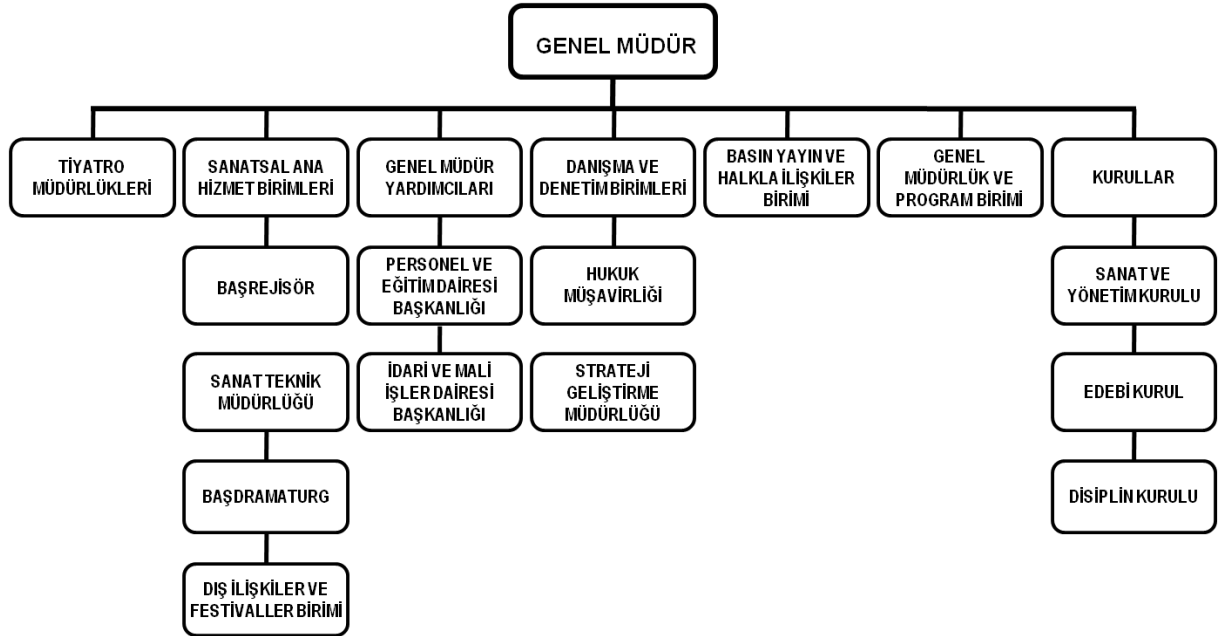 GENEL MÜDÜR
TİYATRO
MÜDÜRLÜKLERİ
SANATSAL ANA
HİZMET BİRİMLERİ
GENEL MÜDÜR
YARDIMCILARI
DANIŞMA VE
DENETİM BİRİMLERİ
BASIN YAYIN VE
HALKLA İLİŞKİLER
BİRİMİ
GENEL
MÜDÜRLÜK VE
PROGRAM BİRİMİ
KURULLAR
BAŞREJİSÖR
PERSONEL VE
EĞİTİM DAİRESİ
BAŞKANLIĞI
HUKUK
MÜŞAVİRLİĞİ
SANAT VE
YÖNETİM KURULU
SANAT TEKNİK
MÜDÜRLÜĞÜ
İDARİ VE MALİ
İŞLER DAİRESİ
BAŞKANLIĞI
STRATEJİ
GELİŞTİRME
MÜDÜRLÜĞÜ
EDEBİ KURUL
BAŞDRAMATURG
DISİPLİN KURULU
DIŞ İLİŞKİLER VE
FESTİVALLER BİRİMİ